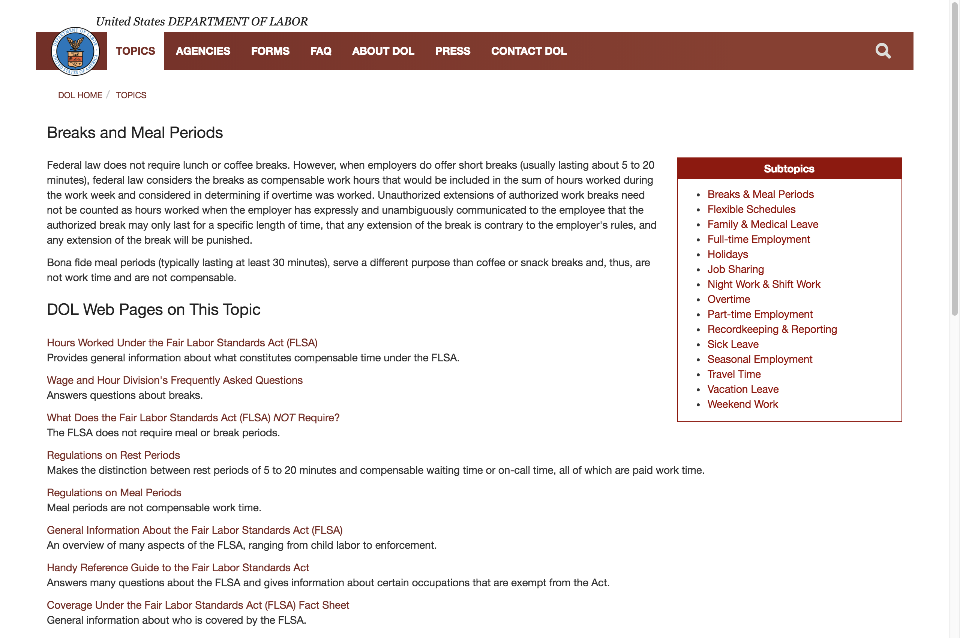 United States DEPARTMENT OF LABOR
TOPICS AGENCIES FORMS FAQ ABOUT DOL PRESS CONTACT DOL
DOL HOME / TOPICS
Breaks and Meal Periods
Federal law does not require lunch or coffee breaks. However, when employers do offer short breaks (usually lasting about 5 to 20
minutes), federal law considers the breaks as compensable work hours that would be included in the sum of hours worked during
the work week and considered in determining if overtime was worked. Unauthorized extensions of authorized work breaks need
not be counted as hours worked when the employer has expressly and unambiguously communicated to the employee that the
authorized break may only last for a specific length of time, that any extension of the break is contrary to the employer's rules, and
any extension of the break will be punished.
Bona fide meal periods (typically lasting at least 30 minutes), serve a different purpose than coffee or snack breaks and, thus, are
not work time and are not compensable.
DOL Web Pages on This Topic
Hours Worked Under the Fair Labor Standards Act (FLSA)
Provides general information about what constitutes compensable time under the FLSA.
Wage and Hour Division's Frequently Asked Questions
Answers questions about breaks.
What Does the Fair Labor Standards Act (FLSA) NOT Require?
The FLSA does not require meal or break periods.
Regulations on Rest Periods
Makes the distinction between rest periods of 5 to 20 minutes and compensable waiting time or on-call time, all of which are paid work time.
Regulations on Meal Periods
Meal periods are not compensable work time.
General Information About the Fair Labor Standards Act (FLSA)
An overview of many aspects of the FLSA, ranging from child labor to enforcement.
Handy Reference Guide to the Fair Labor Standards Act
Answers many questions about the FLSA and gives information about certain occupations that are exempt from the Act.
Coverage Under the Fair Labor Standards Act (FLSA) Fact Sheet
General information about who is covered by the FLSA.
Subtopics
Breaks & Meal Periods
Flexible Schedules
Family & Medical Leave
Full-time Employment
Holidays
Job Sharing
Night Work & Shift Work
Overtime
Part-time Employment
Recordkeeping & Reporting
Sick Leave
Seasonal Employment
Travel Time
Vacation Leave
Weekend Work